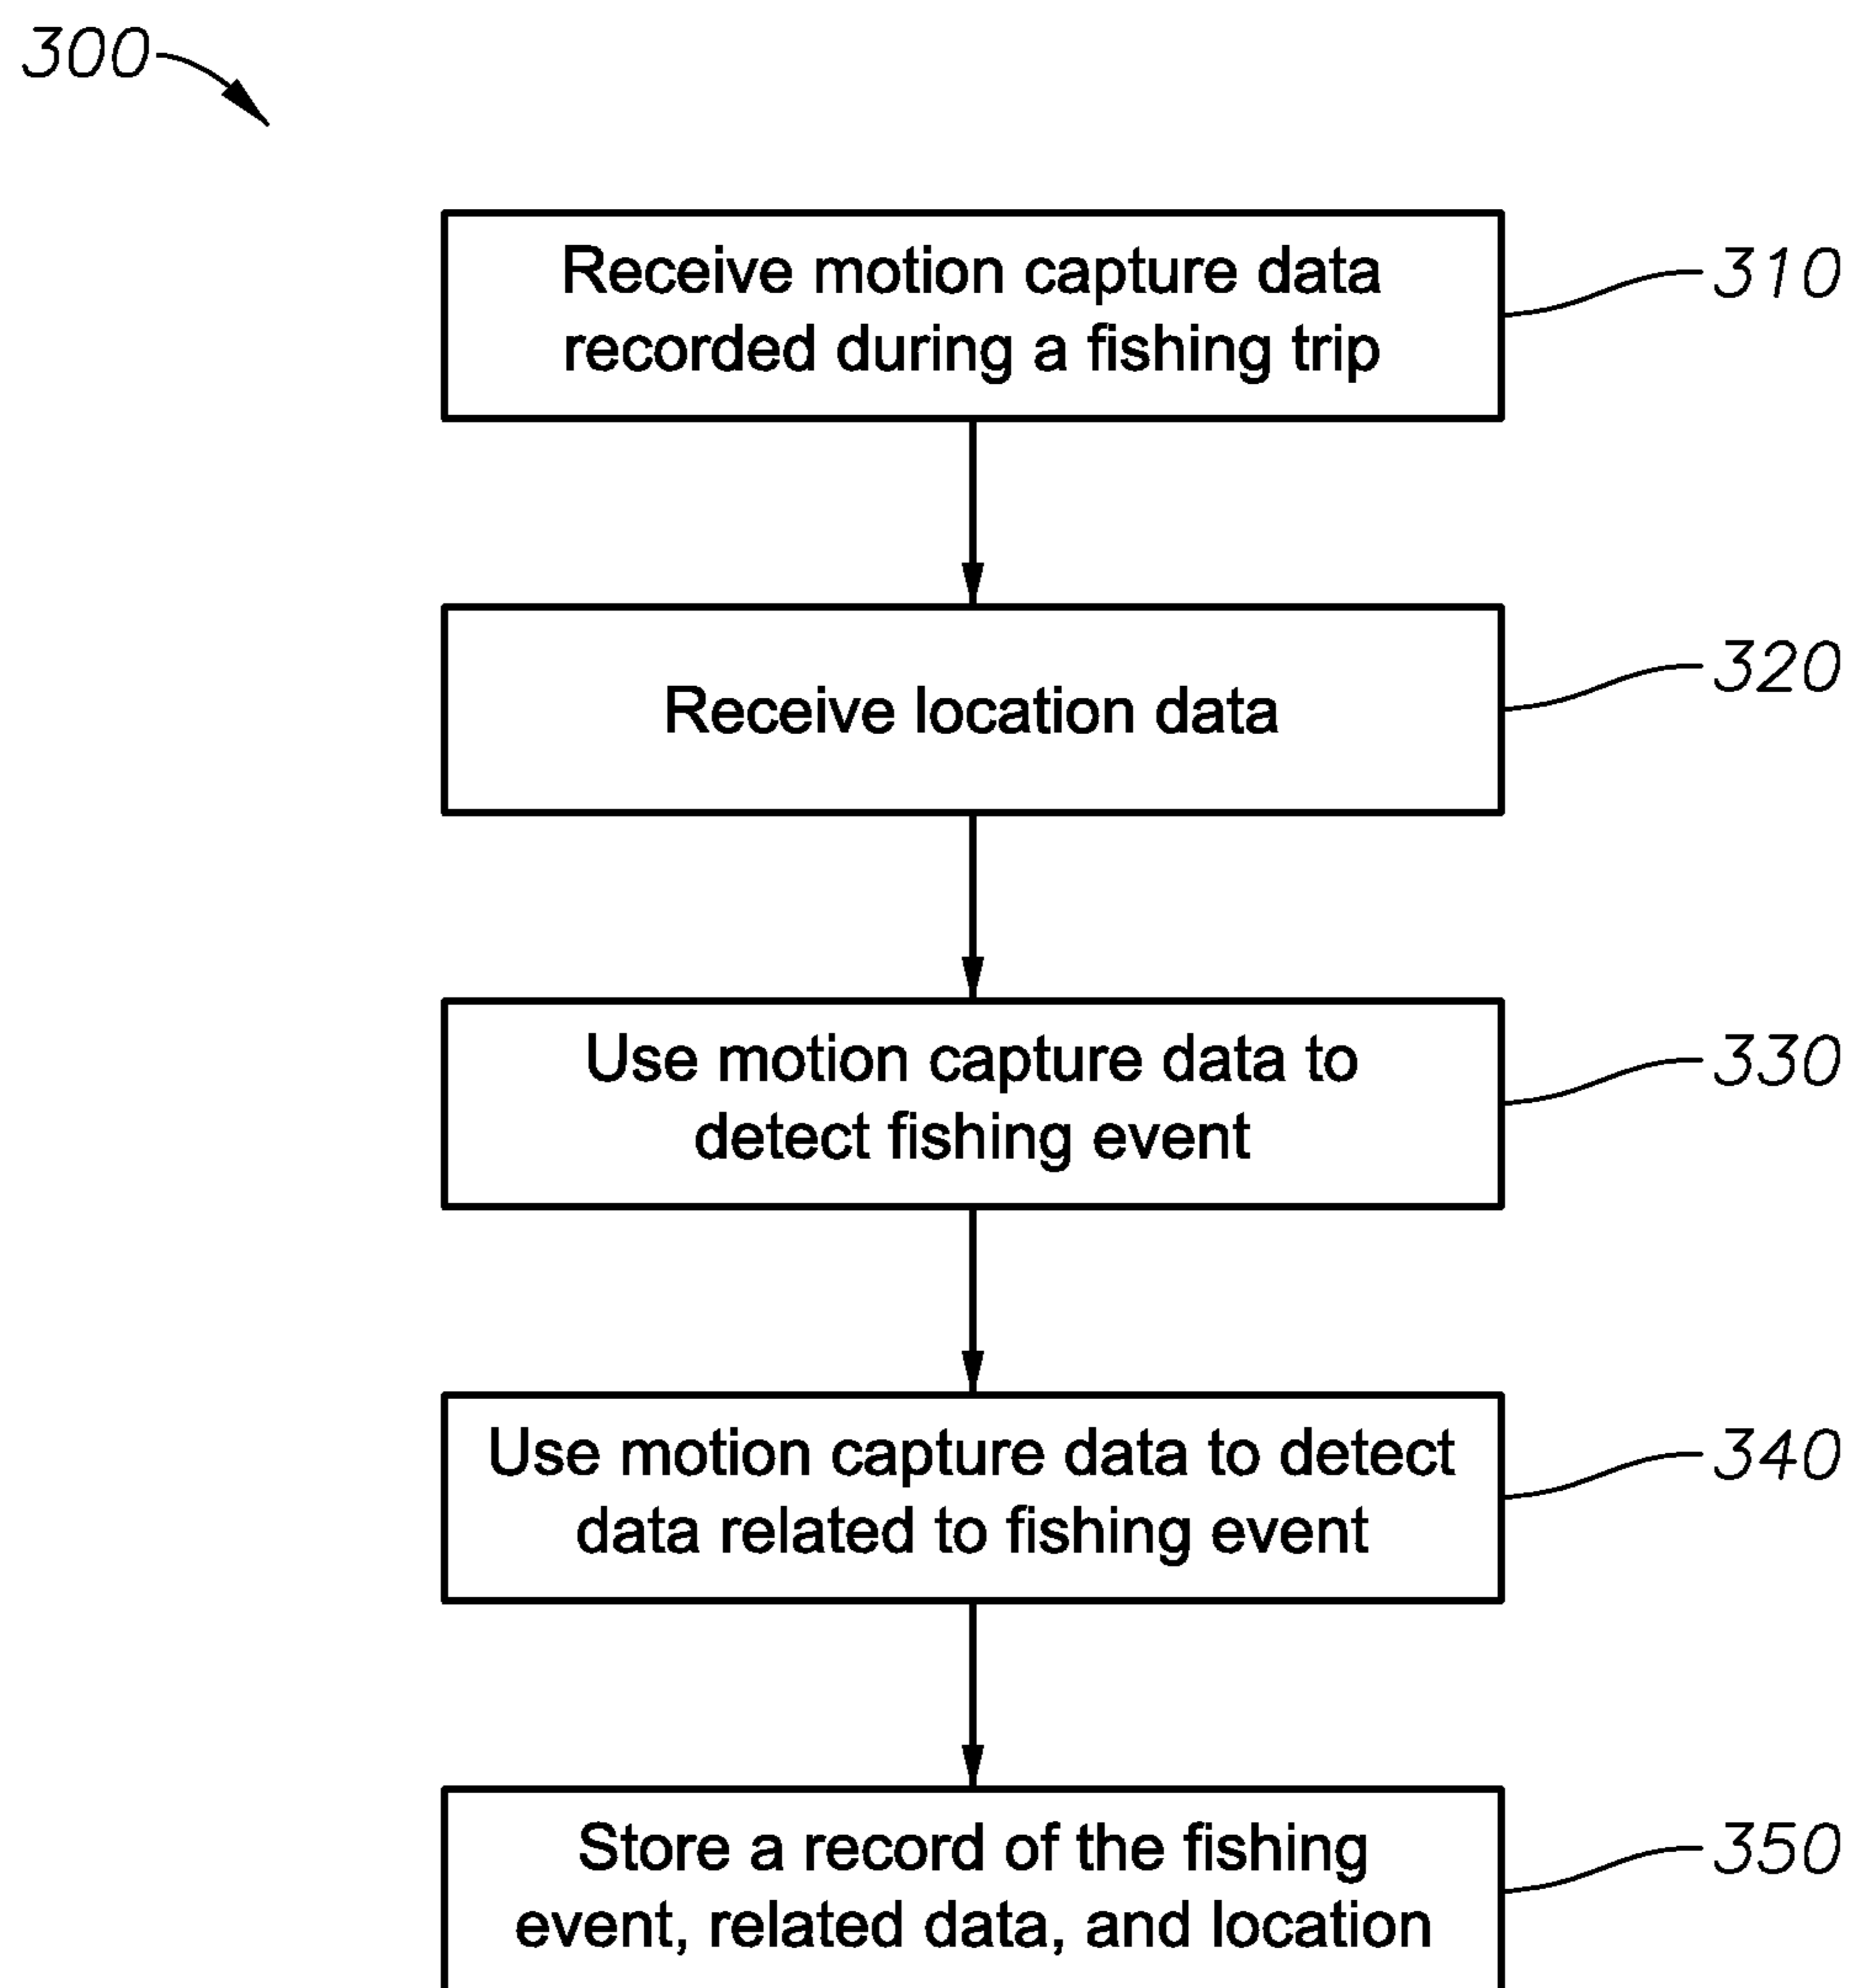 300
Receive motion capture data
recorded during a fishing trip
310
Receive location data
320
Use motion capture data to
detect fishing event
330
Use motion capture data to detect
data related to fishing event
340
Store a record of the fishing
event, related data, and location
350